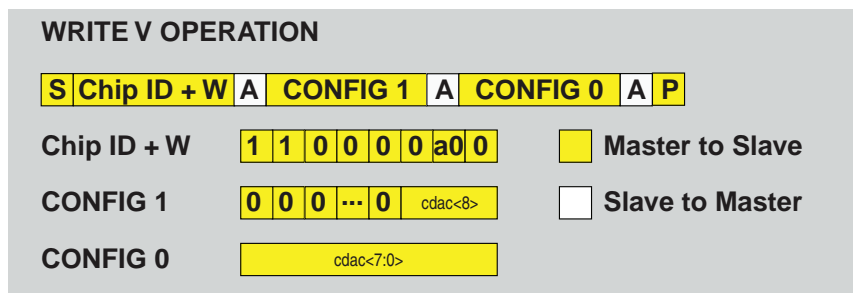 WRITE V OPERATION
S Chip ID + W A CONFIG 1 A CONFIG 0 A P
Chip ID + W 1 1 0 0 0 0 a0 0 Master to Slave
CONFIG 1 0 0 0 ... 0 cdac<8> Slave to Master
CONFIG 0 cdac<7:0>